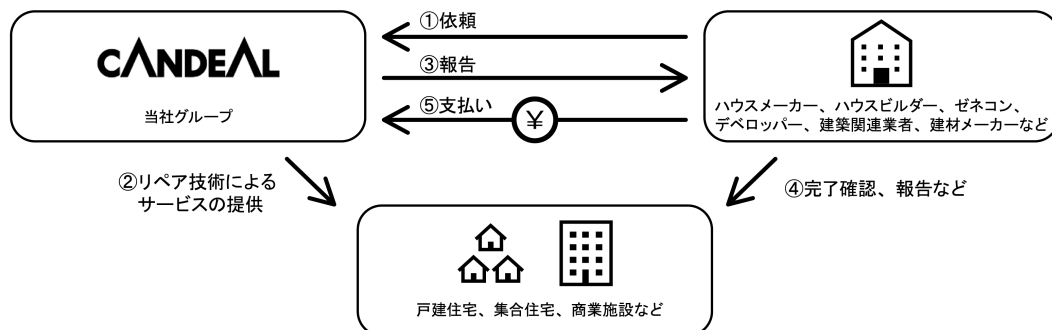 CANDEAL
当社グループ
①依頼
③報告
⑤支払い
¥
ハウスメーカー、ハウスビルダー、ゼネコン、
デベロッパー、建築関連業者、建材メーカーなど
②リペア技術による
サービスの提供
④完了確認、報告など
戸建住宅、集合住宅、商業施設など